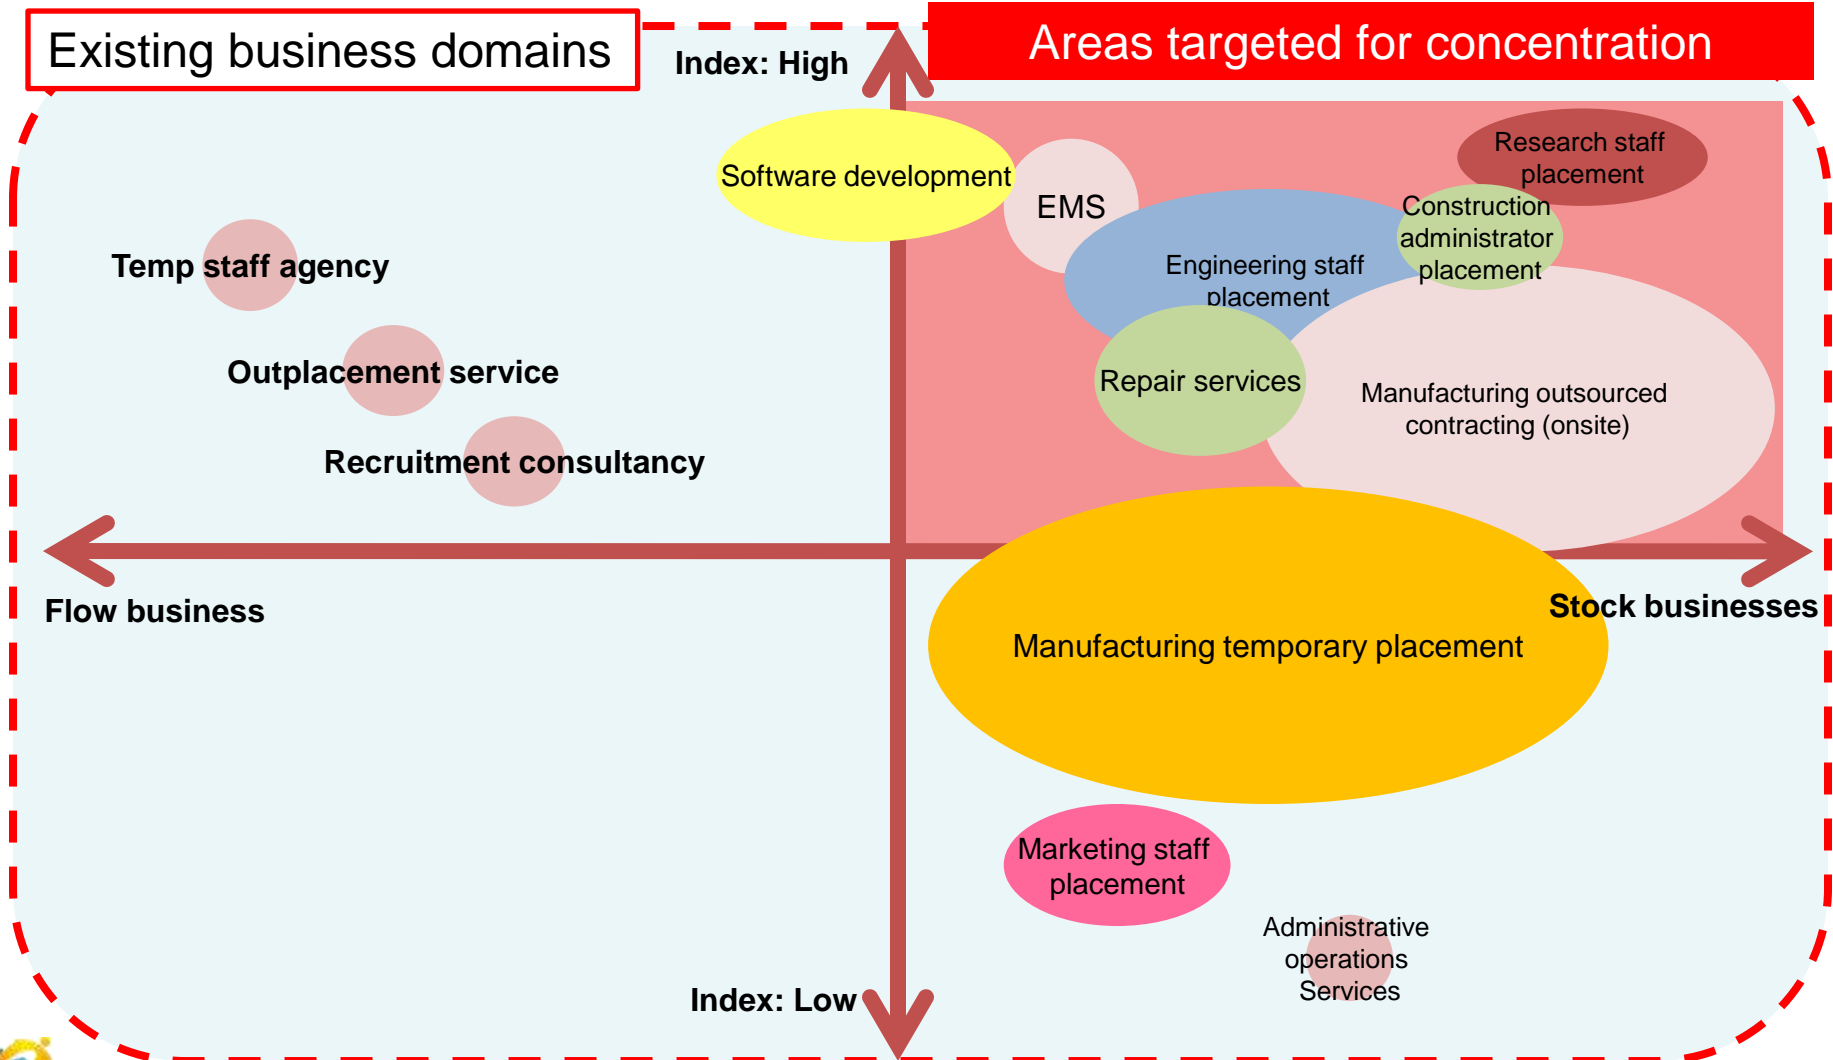 Existing business domains
Areas targeted for concentration
Index: High
Software development
EMS
Research staff
placement
Construction
administrator
placement
Temp staff agency
Engineering staff
placement
Outplacement service
Repair services
Manufacturing outsourced
contracting (onsite)
Recruitment consultancy
Flow business
Stock businesses
Manufacturing temporary placement
Marketing staff
placement
Administrative
operations
Services
Index: Low